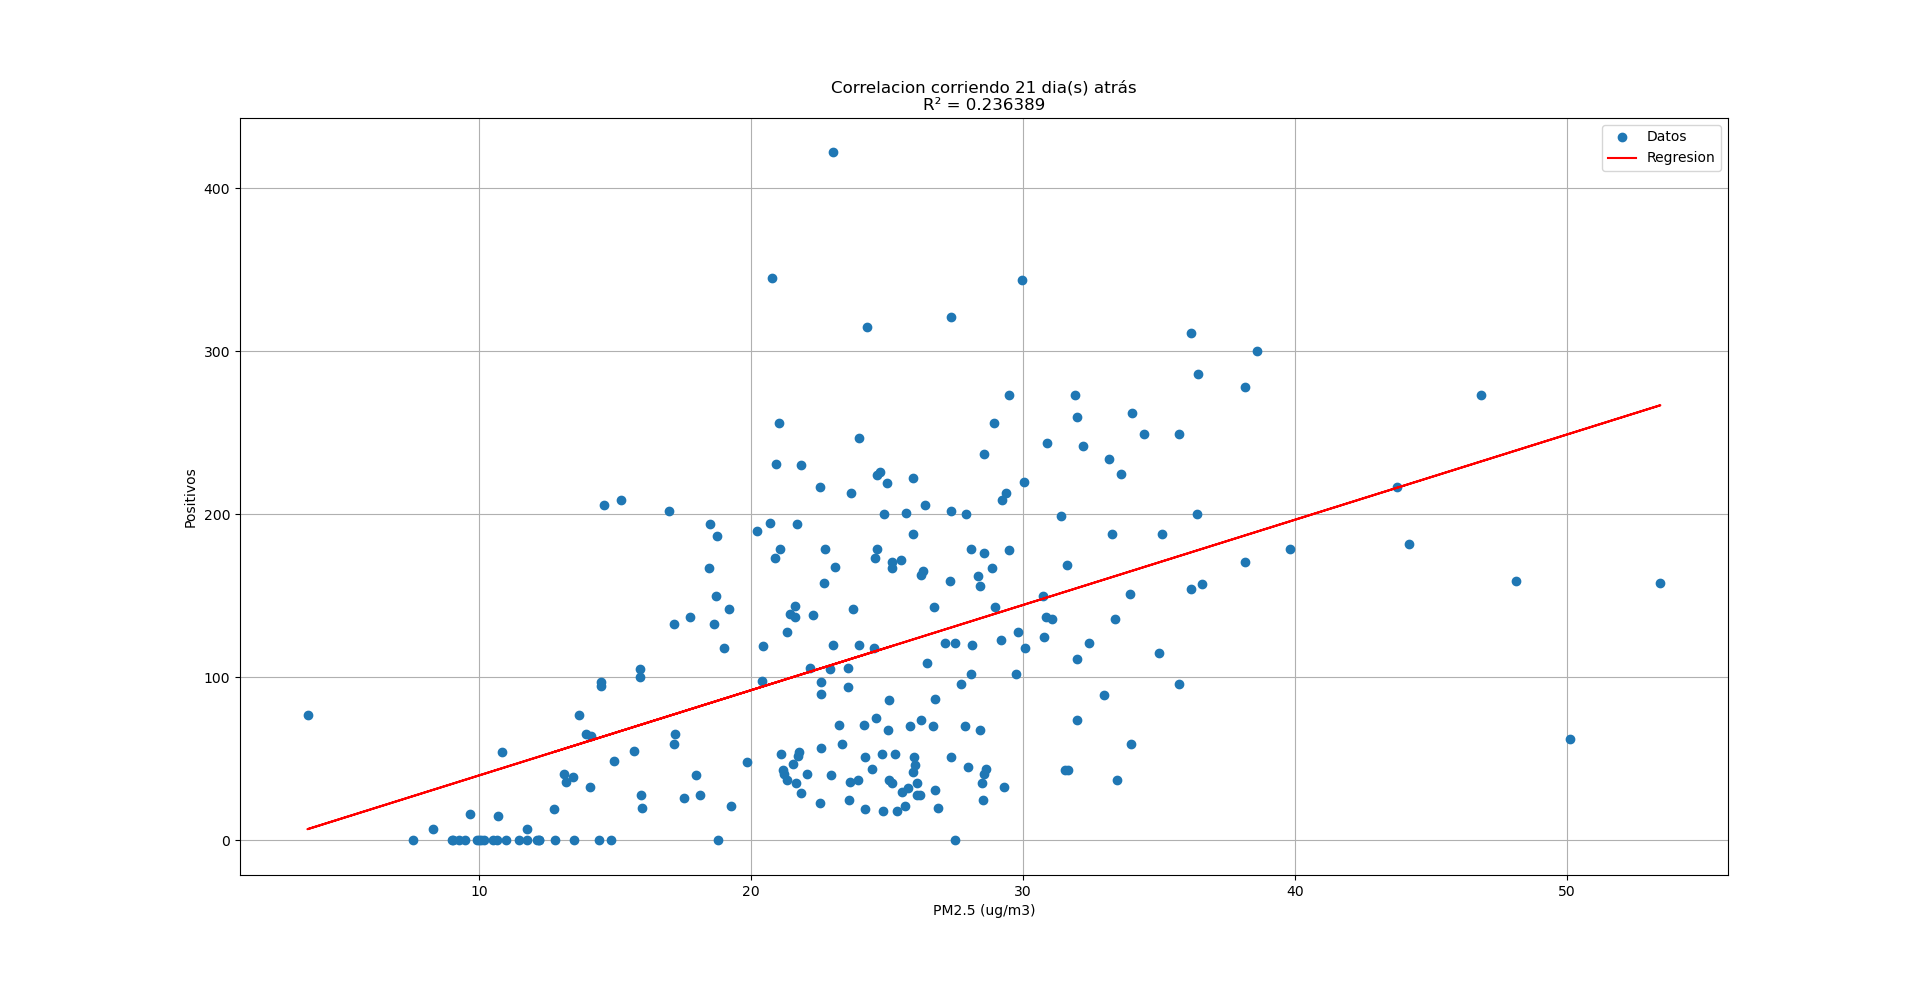 Correlacion corriendo 21 dia(s) atrás
R² = 0.236389
Datos
Regresion
400
300
200
100
0
Positivos
10
20
30
40
50
PM2.5 (ug/m3)